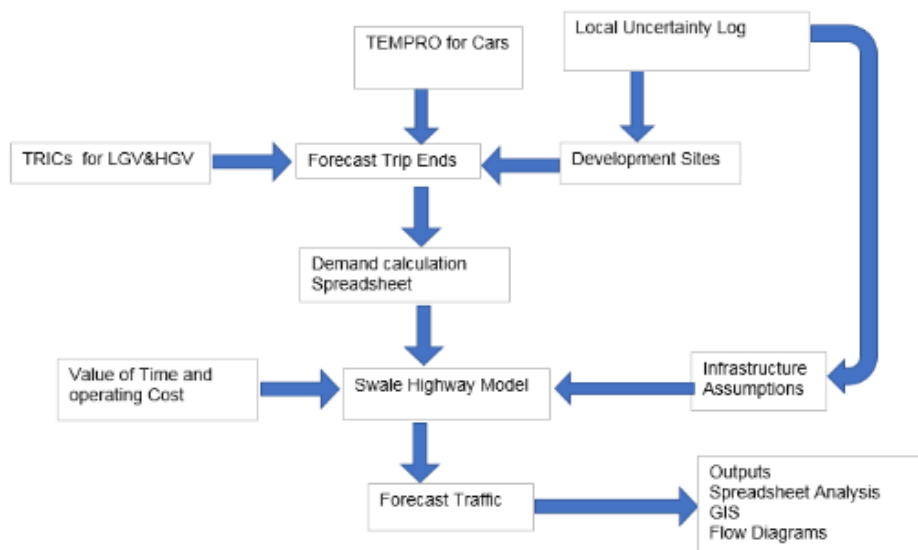 TEMPRO for Cars
Local Uncertainty Log
TRICs for LGV&HGV
Forecast Trip Ends
Development Sites
Demand calculation
Spreadsheet
Value of Time and
operating Cost
Swale Highway Model
Infrastructure
Assumptions
Forecast Traffic
Outputs
Spreadsheet Analysis
GIS
Flow Diagrams